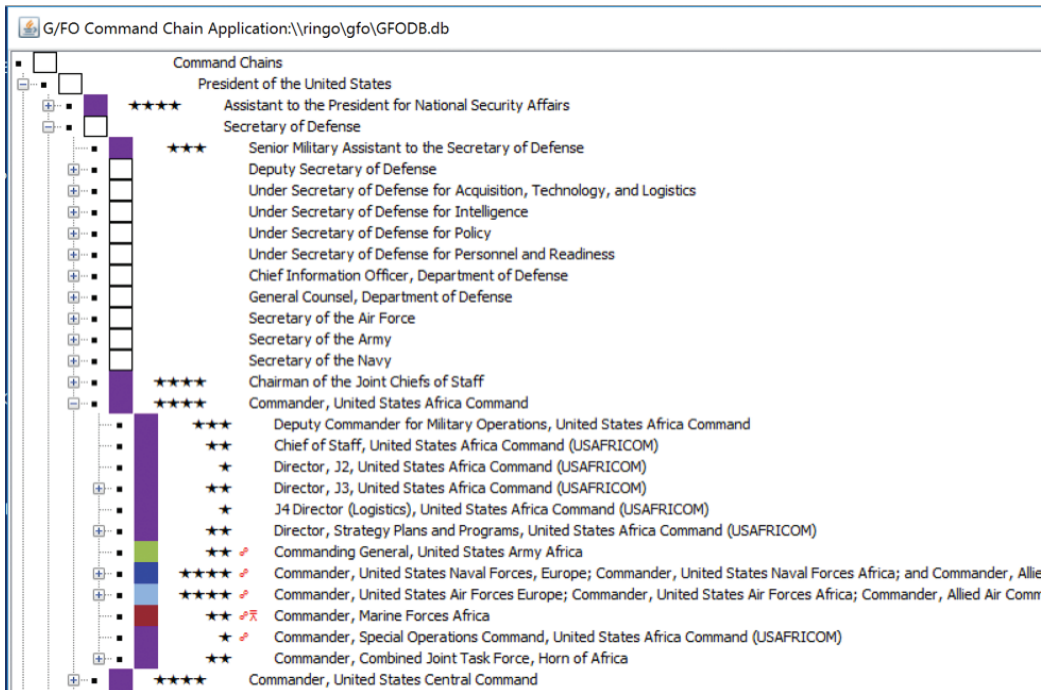 G/FO Command Chain Application:\\ringo\gfo\GFODB.db
Command Chains
President of the United States
★★★★ Assistant to the President for National Security Affairs
Secretary of Defense
★★★ Senior Military Assistant to the Secretary of Defense
Deputy Secretary of Defense
Under Secretary of Defense for Acquisition, Technology, and Logistics
Under Secretary of Defense for Intelligence
Under Secretary of Defense for Policy
Under Secretary of Defense for Personnel and Readiness
Chief Information Officer, Department of Defense
General Counsel, Department of Defense
Secretary of the Air Force
Secretary of the Army
Secretary of the Navy
★★★★ Chairman of the Joint Chiefs of Staff
★★★★ Commander, United States Africa Command
★★★ Deputy Commander for Military Operations, United States Africa Command
★★ Chief of Staff, United States Africa Command (USAFRICOM)
★ Director, J2, United States Africa Command (USAFRICOM)
★★ Director, J3, United States Africa Command (USAFRICOM)
★ J4 Director (Logistics), United States Africa Command (USAFRICOM)
★★ Director, Strategy Plans and Programs, United States Africa Command (USAFRICOM)
★★ Commanding General, United States Army Africa
★★★★ Commander, United States Naval Forces, Europe; Commander, United States Naval Forces Africa; and Commander, Allie
★★★★ Commander, United States Air Forces Europe; Commander, United States Air Forces Africa; Commander, Allied Air Comm
★★ Commander, Marine Forces Africa
★ Commander, Special Operations Command, United States Africa Command (USAFRICOM)
★★ Commander, Combined Joint Task Force, Horn of Africa
★★★★ Commander, United States Central Command